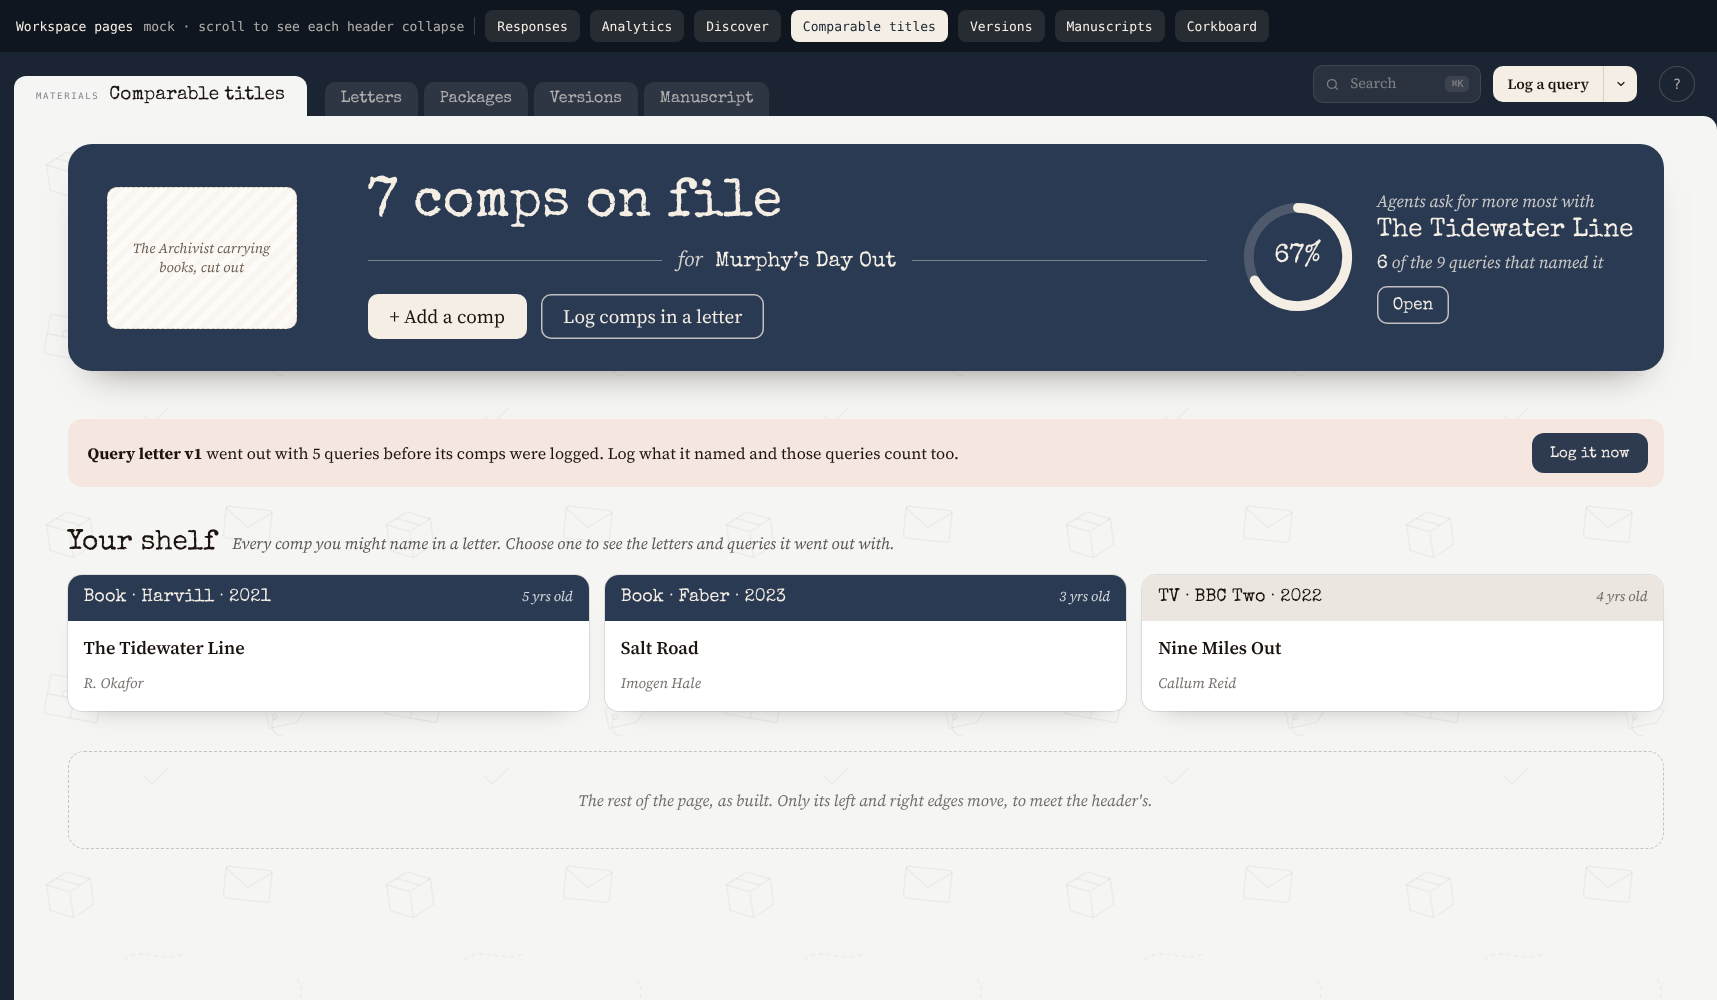 Workspace pages mock · scroll to see each header collapse Responses Analytics Discover Comparable titles Versions Manuscripts Corkboard
MATERIALS Comparable titles Letters Packages Versions Manuscript Search ⌘K Log a query ?
The Archivist carrying
books, cut out
7 comps on file
for Murphy’s Day Out
+ Add a comp Log comps in a letter
67%
Agents ask for more most with
The Tidewater Line
6 of the 9 queries that named it
Open
Query letter v1 went out with 5 queries before its comps were logged. Log what it named and those queries count too. Log it now
Your shelf Every comp you might name in a letter. Choose one to see the letters and queries it went out with.
Book · Harvill · 2021 5 yrs old
The Tidewater Line
R. Okafor
Book · Faber · 2023 3 yrs old
Salt Road
Imogen Hale
TV · BBC Two · 2022 4 yrs old
Nine Miles Out
Callum Reid
The rest of the page, as built. Only its left and right edges move, to meet the header's.